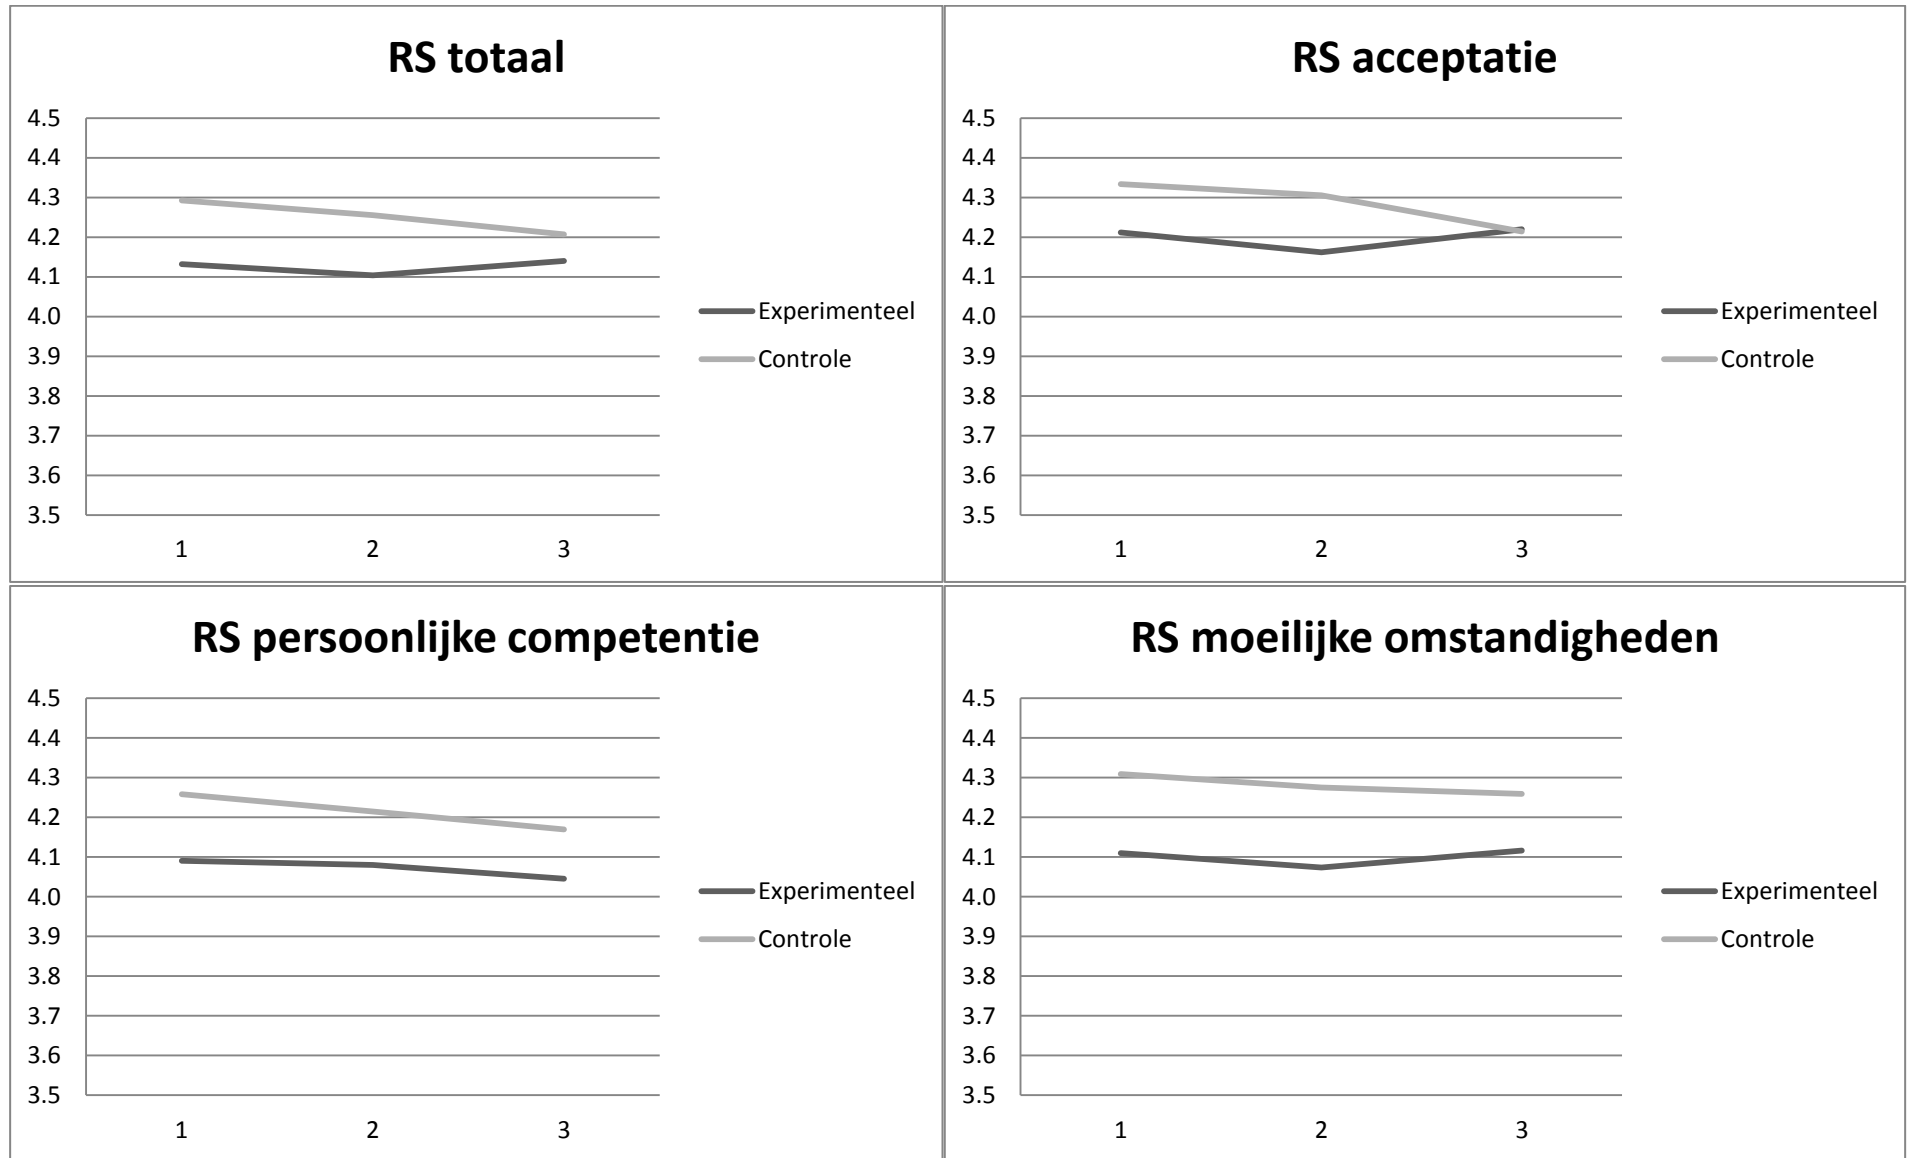 RS totaal
4.5
4.4
4.3
4.2
4.1
4.0
3.9
3.8
3.7
3.6
3.5
1 2 3
Experimenteel
Controle
RS acceptatie
4.5
4.4
4.3
4.2
4.1
4.0
3.9
3.8
3.7
3.6
3.5
1 2 3
Experimenteel
Controle
RS persoonlijke competentie
4.5
4.4
4.3
4.2
4.1
4.0
3.9
3.8
3.7
3.6
3.5
1 2 3
Experimenteel
Controle
RS moeilijke omstandigheden
4.5
4.4
4.3
4.2
4.1
4.0
3.9
3.8
3.7
3.6
3.5
1 2 3
Experimenteel
Controle